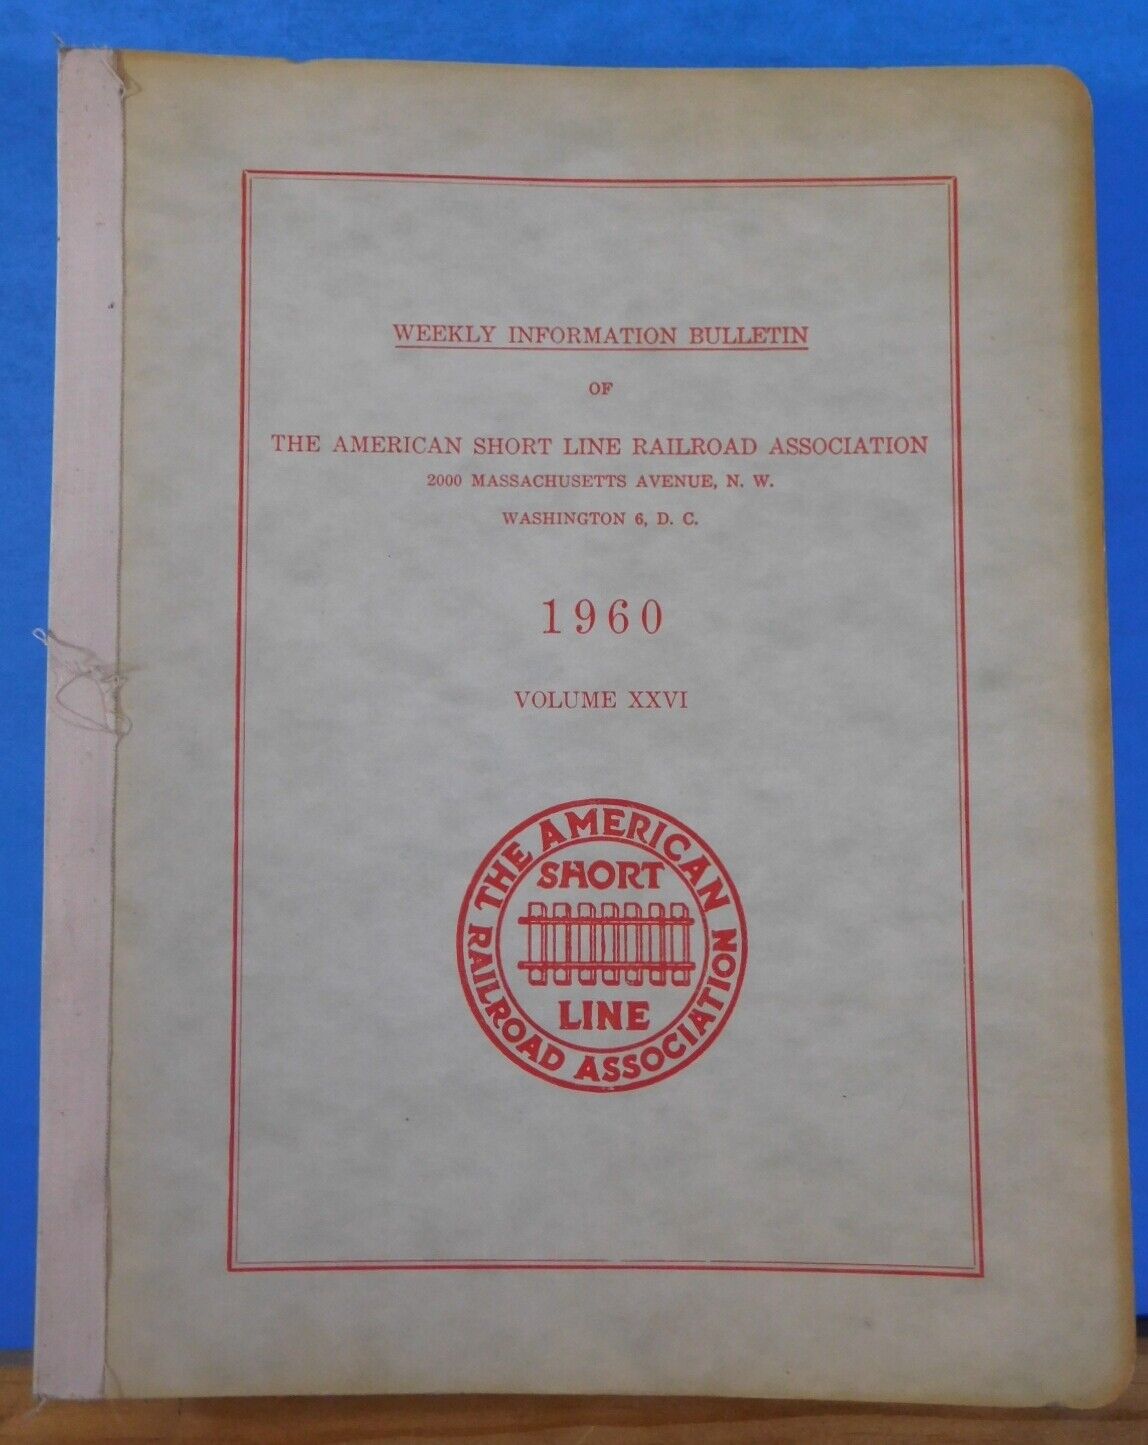 WEEKLY INFORMATION BULLETIN
OF
THE AMERICAN SHORT LINE RAILROAD ASSOCIATION
2000 MASSACHUSETTS AVENUE, N. W.
WASHINGTON 6, D. C.
1960
VOLUME XXVI
THE AMERICAN
SHORT
LINE
RAILROAD ASSOCIATION